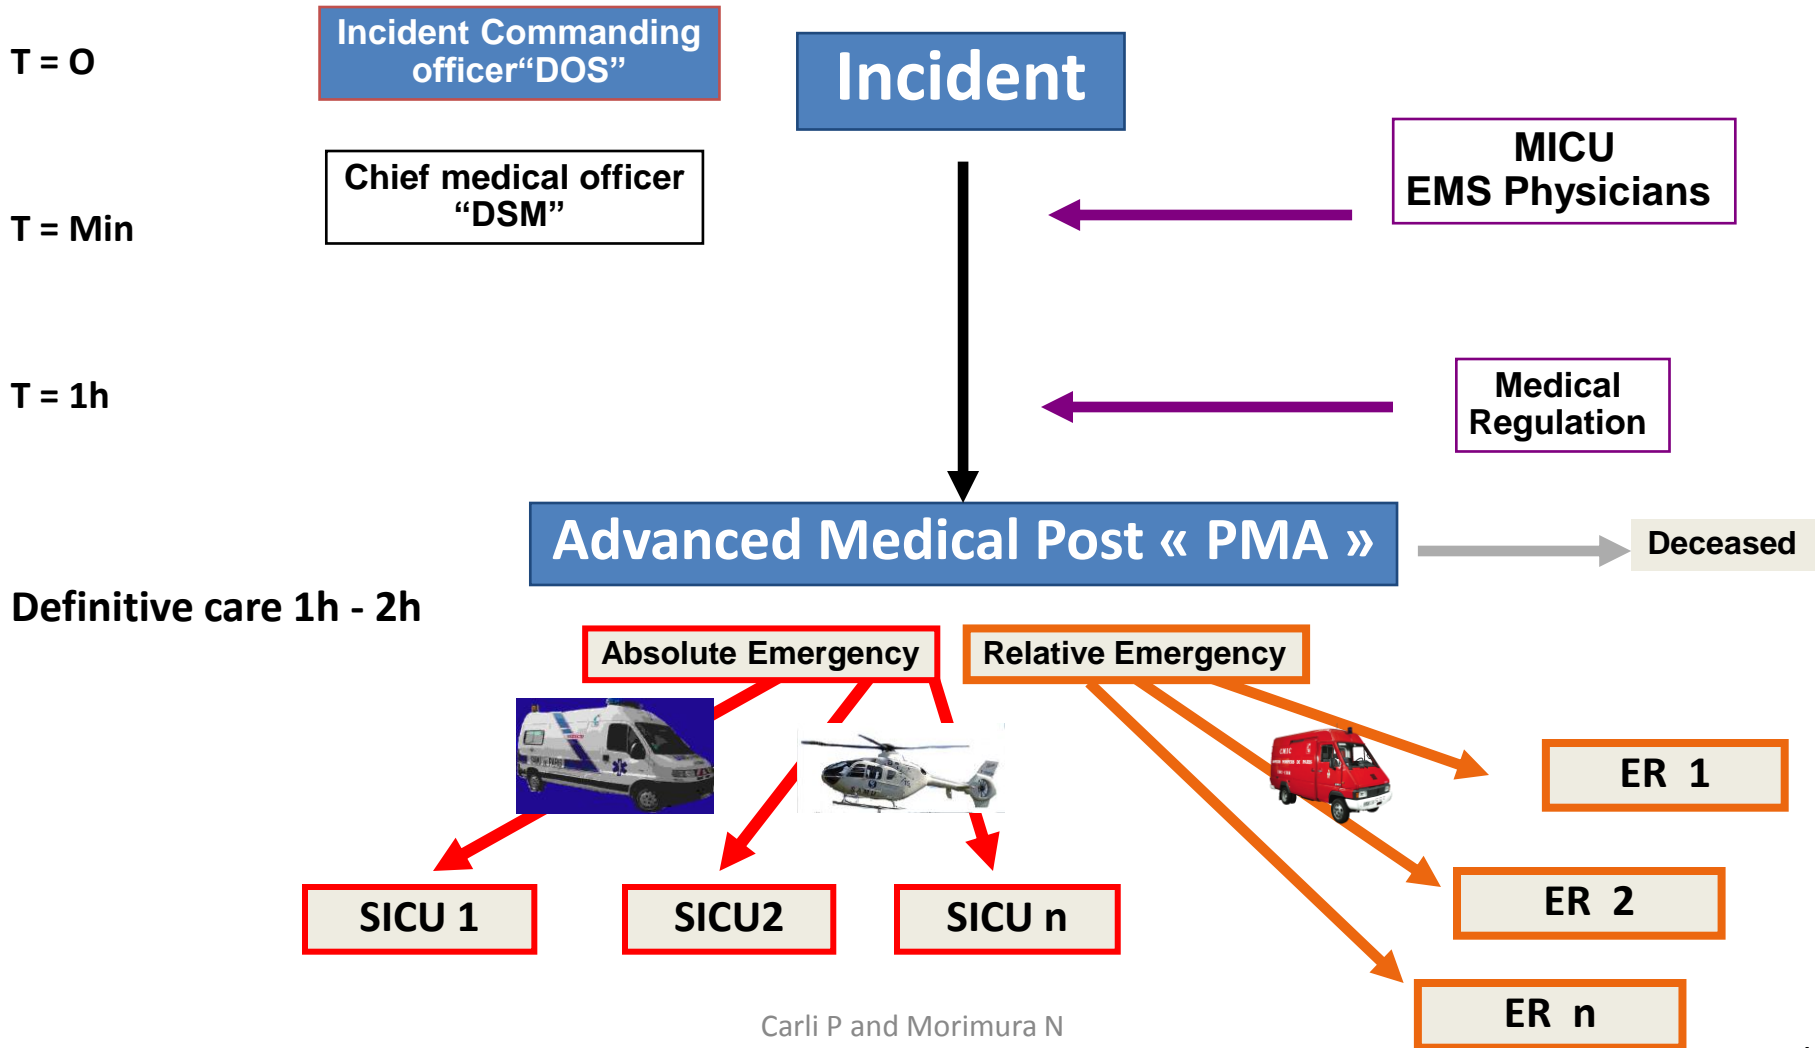 T = O
Incident Commanding
officer“DOS”
Incident
Chief medical officer
“DSM”
MICU
EMS Physicians
T = Min
T = 1h
Medical
Regulation
Advanced Medical Post « PMA »
Deceased
Definitive care 1h - 2h
Absolute Emergency
Relative Emergency
ER 1
SICU 1
SICU2
SICU n
ER 2
ER n
Carli P and Morimura N